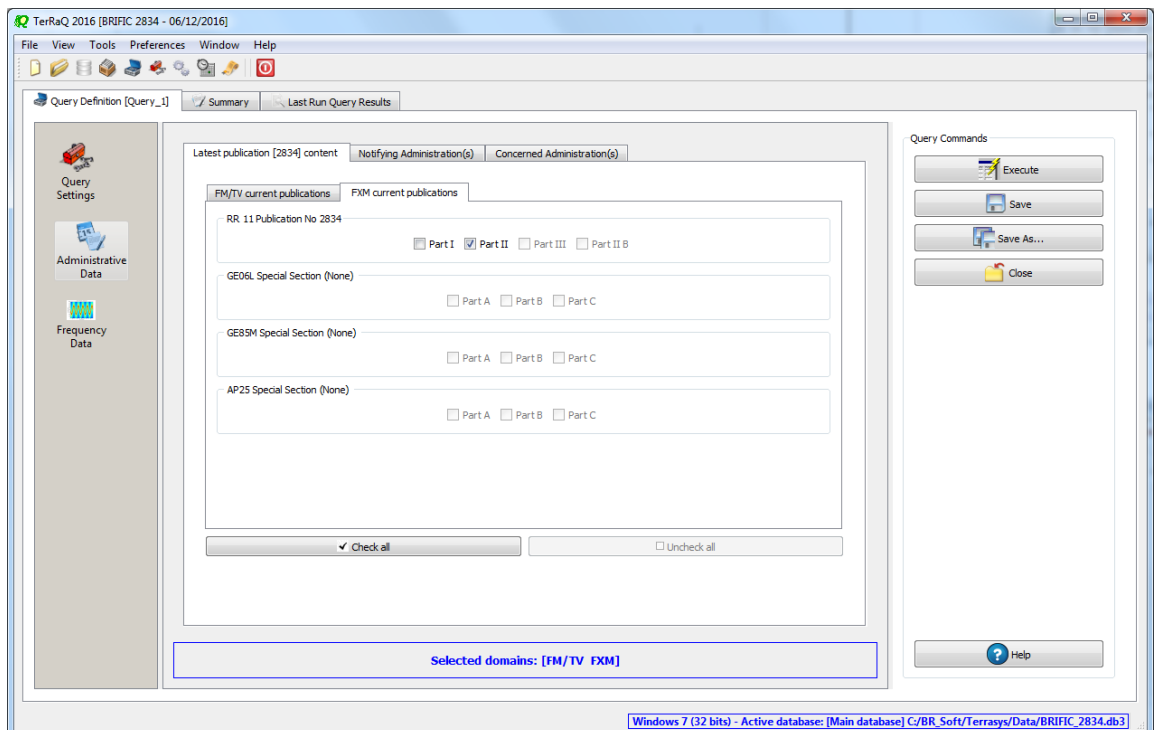 TerRaQ 2016 [BRIFIC 2834 - 06/12/2016]
File View Tools Preferences Window Help
Query Definition [Query_1] Summary Last Run Query Results
Query Settings
Administrative Data
Frequency Data
Latest publication [2834] content Notifying Administration(s) Concerned Administration(s)
FM/TV current publications FXM current publications
RR 11 Publication No 2834
Part I Part II Part III Part II B
GE06L Special Section (None)
Part A Part B Part C
GE85M Special Section (None)
Part A Part B Part C
AP25 Special Section (None)
Part A Part B Part C
Check all Uncheck all
Selected domains: [FM/TV FXM]
Query Commands
Execute
Save
Save As...
Close
Help
Windows 7 (32 bits) - Active database: [Main database] C:/BR_Soft/Terrasys/Data/BRIFIC_2834.db3